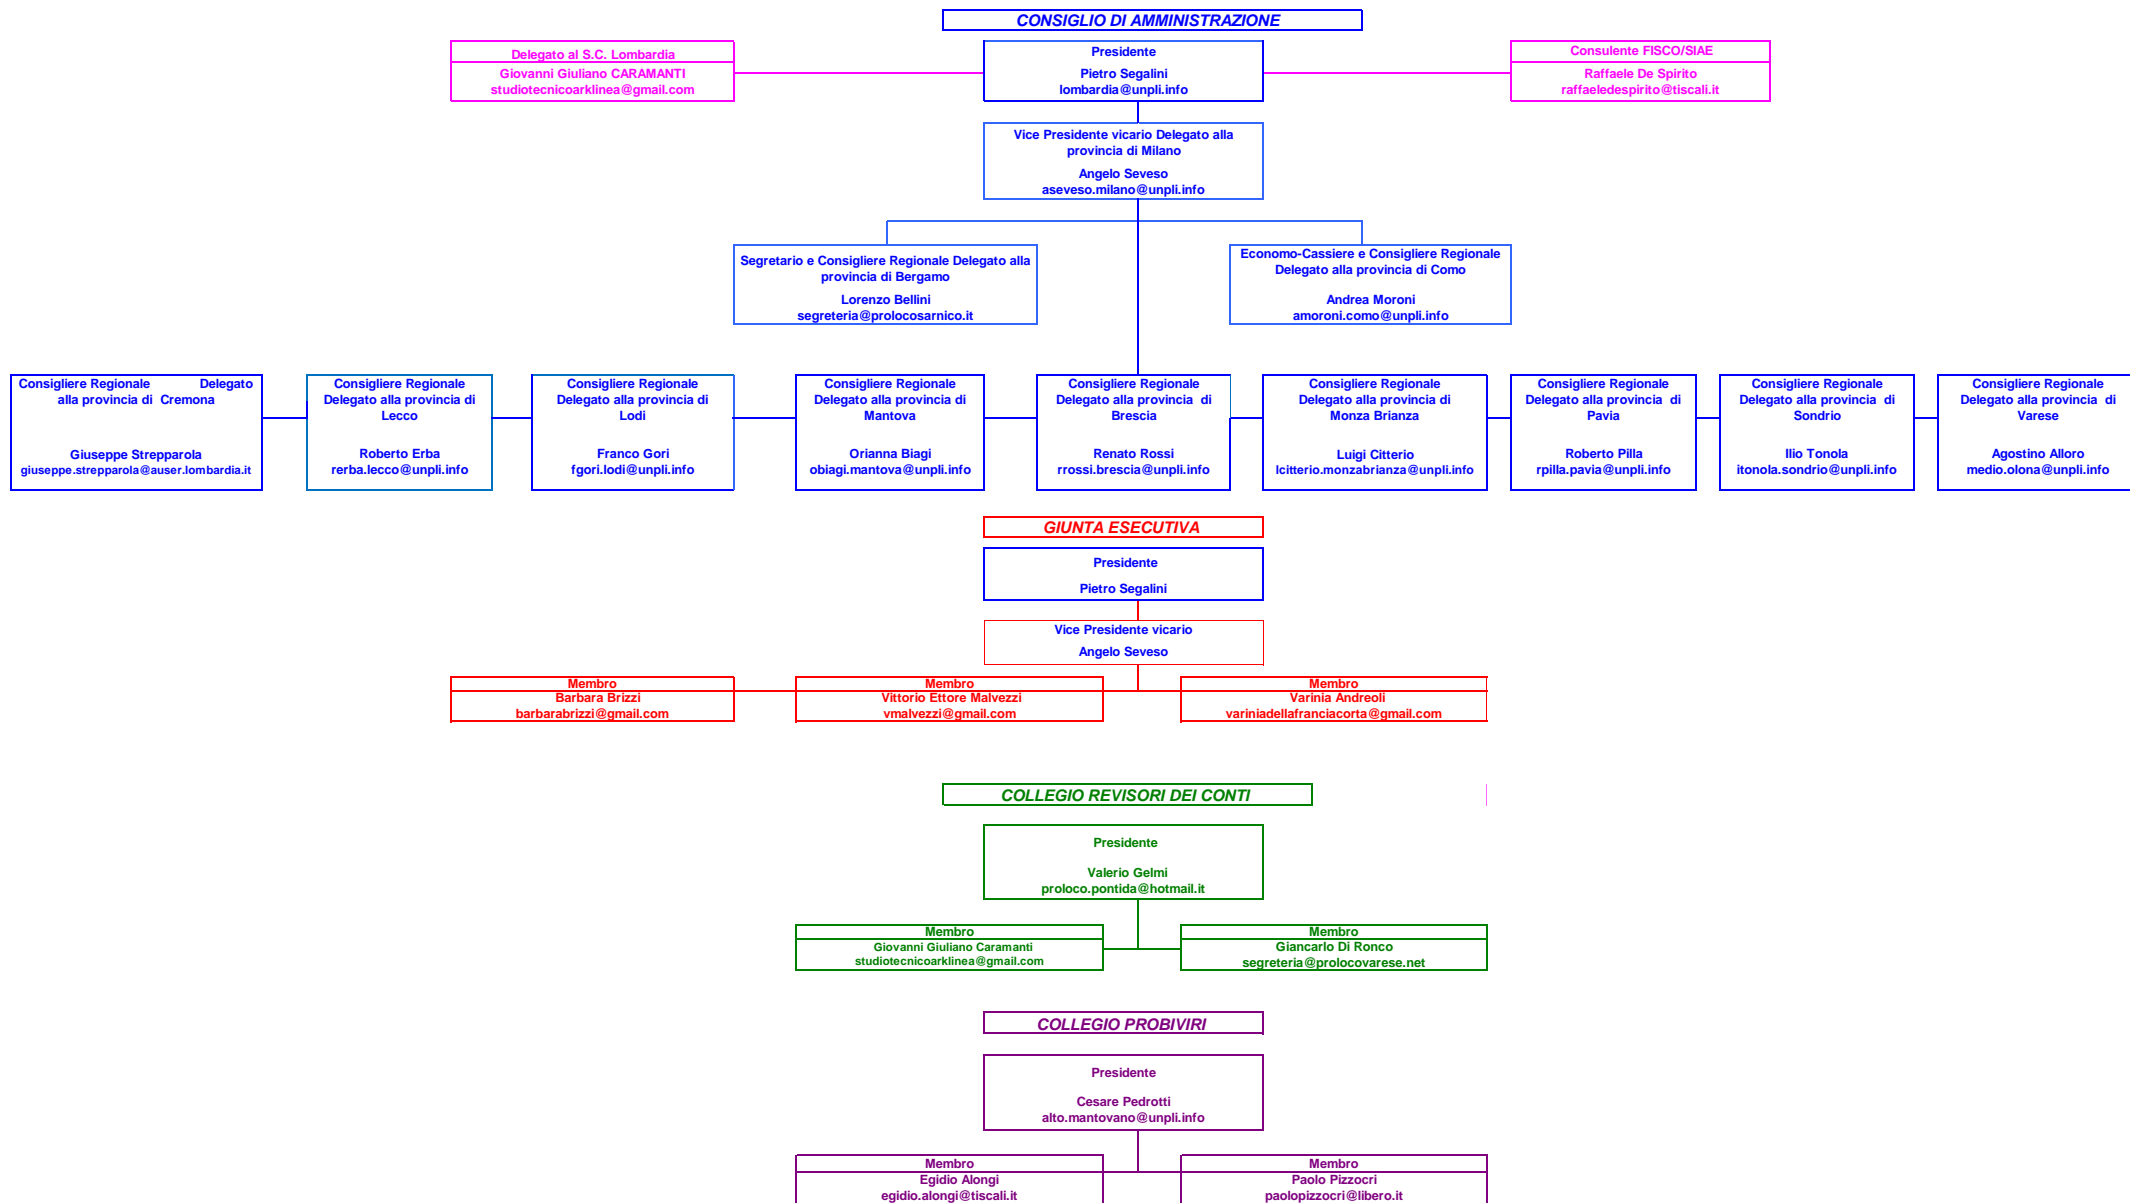 CONSIGLIO DI AMMINISTRAZIONE
Delegato al S.C. Lombardia
Giovanni Giuliano CARAMANTI
studiotecnicoarklinea@gmail.com
Presidente
Pietro Segalini
lombardia@unpli.info
Consulente FISCO/SIAE
Raffaele De Spirito
raffaeledespirito@tiscali.it
Vice Presidente vicario Delegato alla
provincia di Milano
Angelo Seveso
aseveso.milano@unpli.info
Segretario e Consigliere Regionale Delegato alla
provincia di Bergamo
Lorenzo Bellini
segreteria@prolocosarnico.it
Economo-Cassiere e Consigliere Regionale
Delegato alla provincia di Como
Andrea Moroni
amoroni.como@unpli.info
Consigliere Regionale Delegato
alla provincia di Cremona
Giuseppe Strepparola
giuseppe.strepparola@auser.lombardia.it
Consigliere Regionale
Delegato alla provincia di
Lecco
Roberto Erba
rerba.lecco@unpli.info
Consigliere Regionale
Delegato alla provincia di
Lodi
Franco Gori
fgori.lodi@unpli.info
Consigliere Regionale
Delegato alla provincia di
Mantova
Orianna Biagi
obiagi.mantova@unpli.info
Consigliere Regionale
Delegato alla provincia di
Brescia
Renato Rossi
rrossi.brescia@unpli.info
Consigliere Regionale
Delegato alla provincia di
Monza Brianza
Luigi Citterio
lcitterio.monzabrianza@unpli.info
Consigliere Regionale
Delegato alla provincia di
Pavia
Roberto Pilla
rpilla.pavia@unpli.info
Consigliere Regionale
Delegato alla provincia di
Sondrio
Ilio Tonola
itonola.sondrio@unpli.info
Consigliere Regionale
Delegato alla provincia di
Varese
Agostino Alloro
medio.olona@unpli.info
GIUNTA ESECUTIVA
Presidente
Pietro Segalini
Vice Presidente vicario
Angelo Seveso
Membro
Barbara Brizzi
barbarabrizzi@gmail.com
Membro
Vittorio Ettore Malvezzi
vmalvezzi@gmail.com
Membro
Varinia Andreoli
variniadellafranciacorta@gmail.com
COLLEGIO REVISORI DEI CONTI
Presidente
Valerio Gelmi
proloco.pontida@hotmail.it
Membro
Giovanni Giuliano Caramanti
studiotecnicoarklinea@gmail.com
Membro
Giancarlo Di Ronco
segreteria@prolocovarese.net
COLLEGIO PROBIVIRI
Presidente
Cesare Pedrotti
alto.mantovano@unpli.info
Membro
Egidio Alongi
egidio.alongi@tiscali.it
Membro
Paolo Pizzocri
paolopizzocri@libero.it